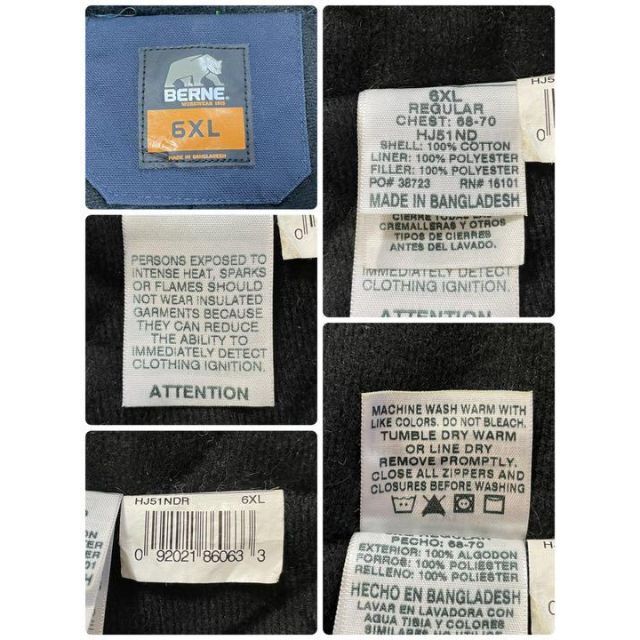 BERNE
WORKWEAR 1915
6XL
MADE IN BANGLADESH
6XL
REGULAR
CHEST: 68-70
HJ51ND
SHELL: 100% COTTON
LINER: 100% POLYESTER
FILLER: 100% POLYESTER
PO# 38723 RN# 16101
MADE IN BANGLADESH
CIERRE TODAS LAS
CREMALLERAS Y OTROS
TIPOS DE CIERRES
ANTES DEL LAVADO.
IMMEDIATELY DETECT
CLOTHING IGNITION.
HJ51
0
0
PERSONS EXPOSED TO
INTENSE HEAT, SPARKS
OR FLAMES SHOULD
NOT WEAR INSULATED
GARMENTS BECAUSE
THEY CAN REDUCE
THE ABILITY TO
IMMEDIATELY DETECT
CLOTHING IGNITION.
ATTENTION
HJ51NDR 6XL
0 92021 86063 3
MACHINE WASH WARM WITH
LIKE COLORS. DO NOT BLEACH.
TUMBLE DRY WARM
OR LINE DRY
REMOVE PROMPTLY.
CLOSE ALL ZIPPERS AND
CLOSURES BEFORE WASHING
PECHO: 68-70
EXTERIOR: 100% ALGODON
FORROS: 100% POLYESTER
RELLENO: 100% POLYESTER
HECHO EN BANGLADESH
LAVAR EN LAVADORA CON
AGUA TIBIA Y COLORES